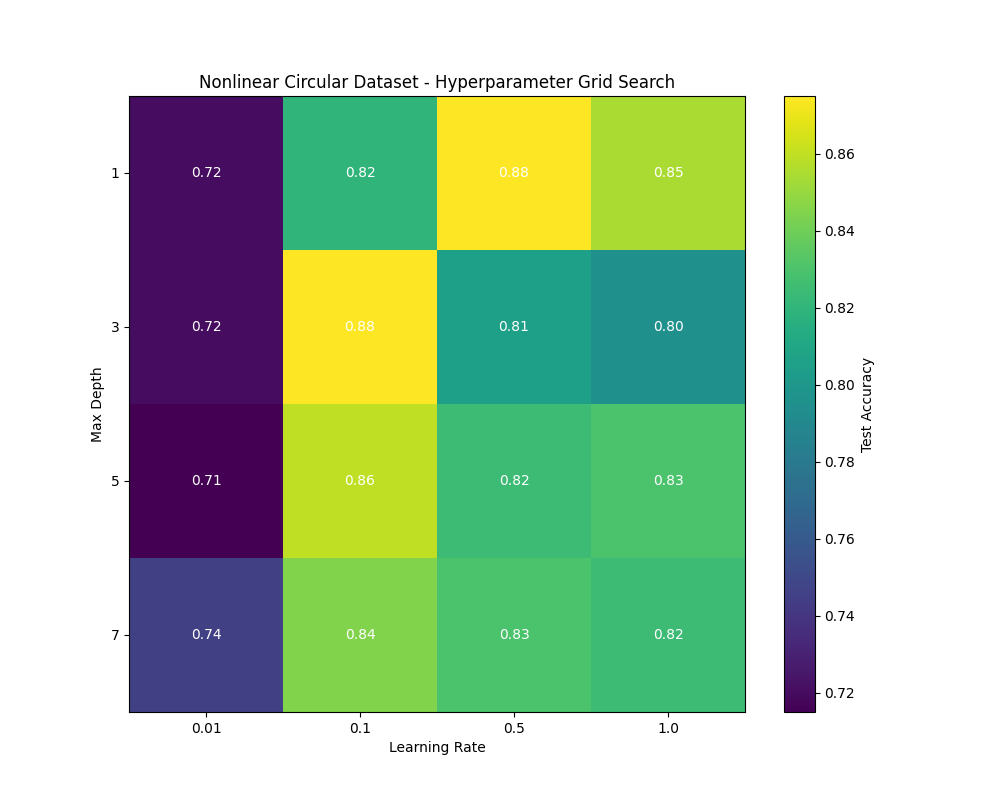 Nonlinear Circular Dataset - Hyperparameter Grid Search
Max Depth
1
0.72 0.82 0.88 0.85
3
0.72 0.88 0.81 0.80
5
0.71 0.86 0.82 0.83
7
0.74 0.84 0.83 0.82
0.01 0.1 0.5 1.0
Learning Rate
0.86
0.84
0.82
0.80
0.78
0.76
0.74
0.72
Test Accuracy